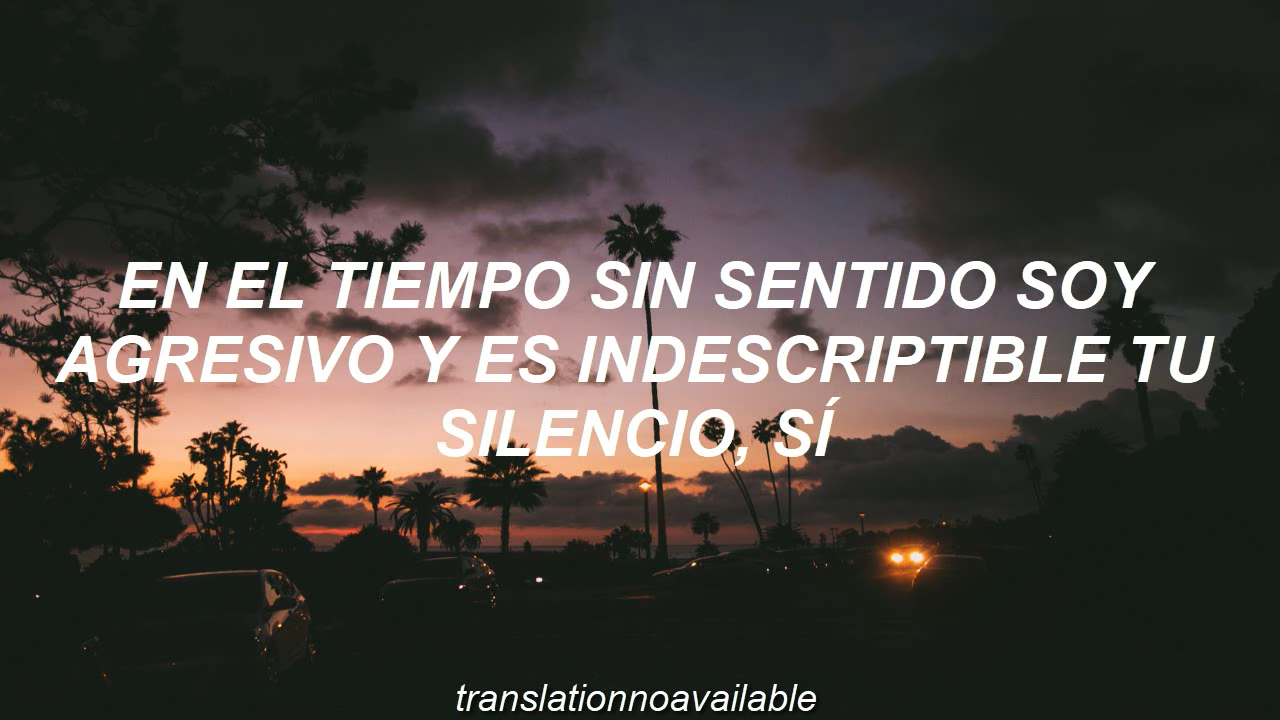 EN EL TIEMPO SIN SENTIDO SOY
AGRESIVO Y ES INDESCRIPTIBLE TU
SILENCIO, SÍ
translationnoavailable